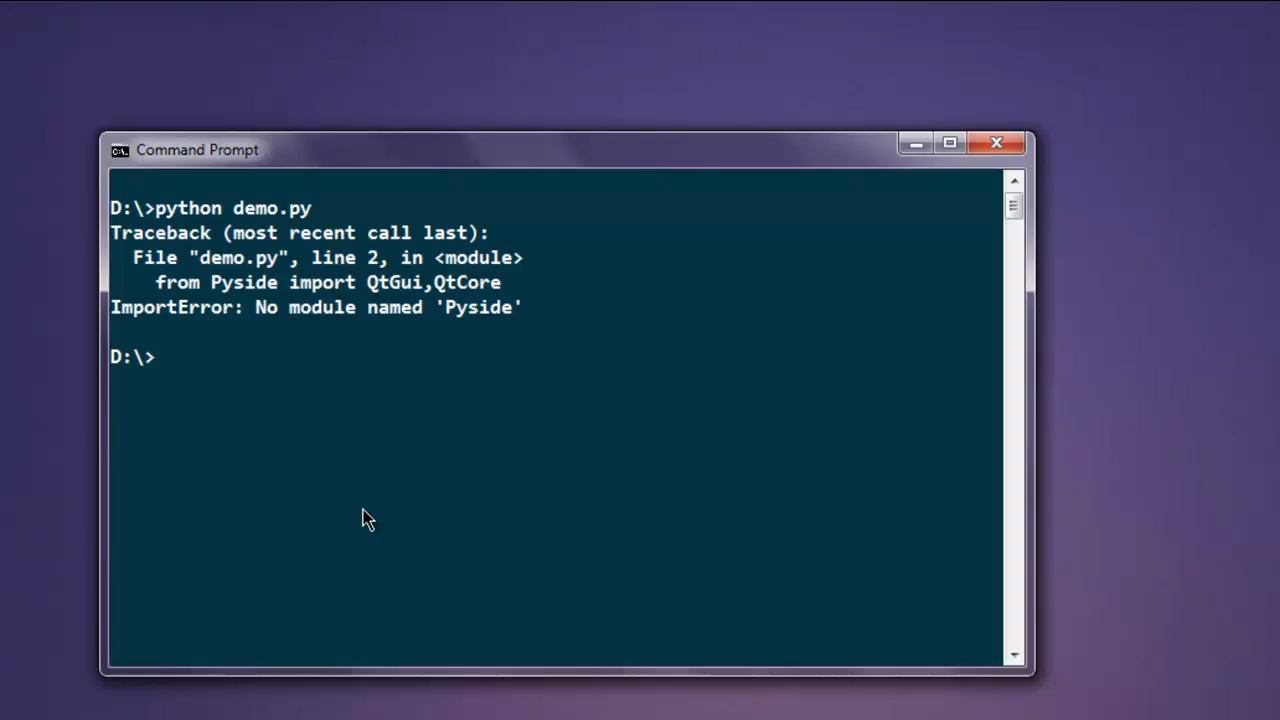 Command Prompt
D:\>python demo.py
Traceback (most recent call last):
  File "demo.py", line 2, in <module>
    from Pyside import QtGui,QtCore
ImportError: No module named 'Pyside'
D:\>